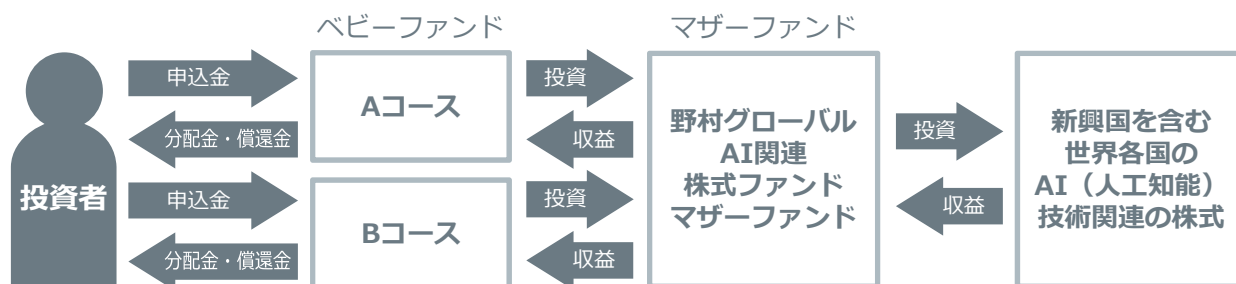 ベビーファンド
マザーファンド
投資者
申込金
分配金・償還金
申込金
分配金・償還金
Aコース
Bコース
投資
収益
投資
収益
野村グローバル
AI関連
株式ファンド
マザーファンド
投資
収益
新興国を含む
世界各国の
AI（人工知能）
技術関連の株式